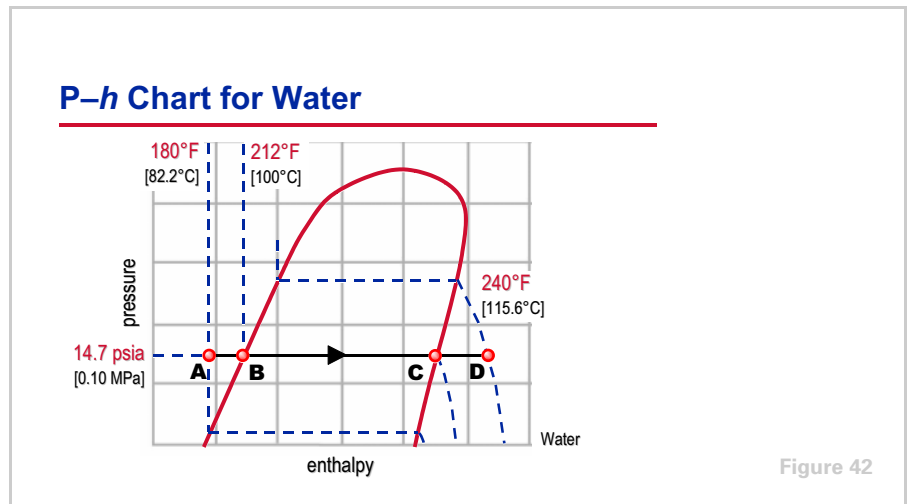 P–h Chart for Water
180°F
[82.2°C]
212°F
[100°C]
pressure
240°F
[115.6°C]
14.7 psia
[0.10 MPa]
A
B
C
D
Water
enthalpy
Figure 42